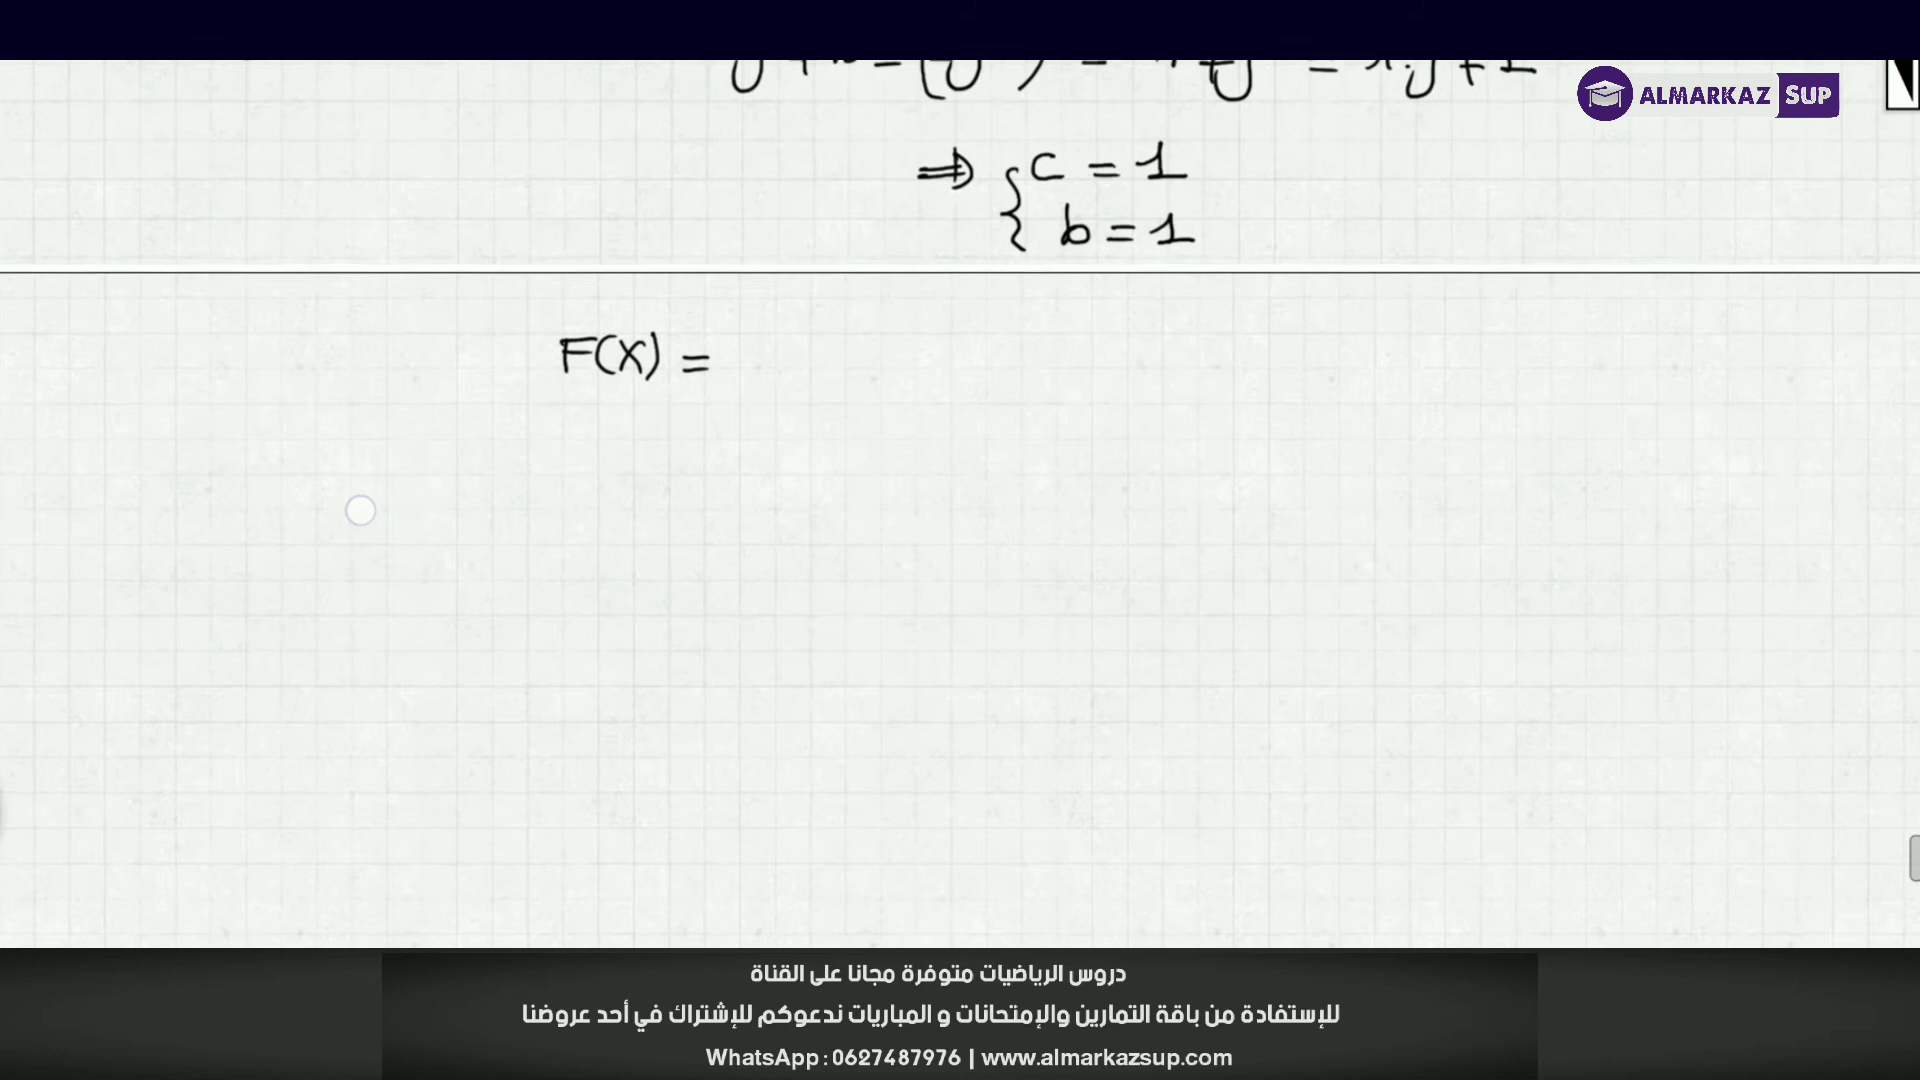 ALMARKAZ SUP
⇒ { c = 1
b = 1
F(X) =
دروس الرياضيات متوفرة مجانا على القناة
للإستفادة من باقة التمارين والإمتحانات و المباريات ندعوكم للإشتراك في أحد عروضنا
WhatsApp : 0627487976 | www.almarkazsup.com